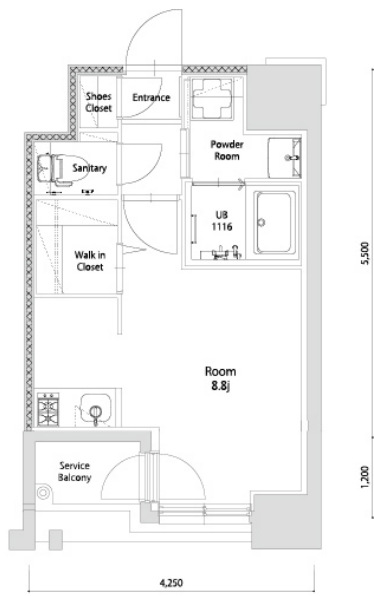 Shoes
Closet
Entrance
Powder
Room
Sanitary
UB
1116
Walk in
Closet
5,500
Room
8.8j
Service
Balcony
1,200
4,250